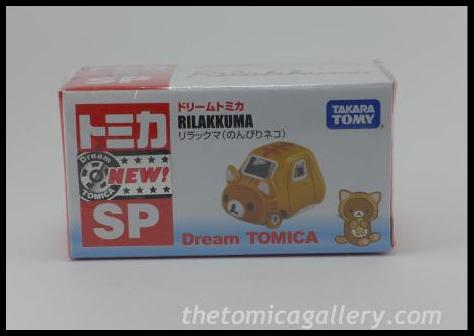 Rilakkuma
トミカ
Dream
TOMICA
NEW!
SP
ドリームトミカ
RILAKKUMA
リラックマ(のんびりネコ)
TAKARA
TOMY
Dream TOMICA
thetomicagallery.com